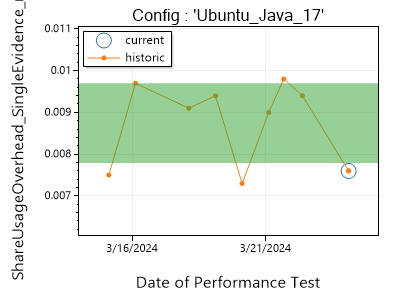 Config : 'Ubuntu_Java_17'
ShareUsageOverhead_SingleEvidence_
0.011
0.01
0.009
0.008
0.007
current
historic
3/16/2024
3/21/2024
Date of Performance Test